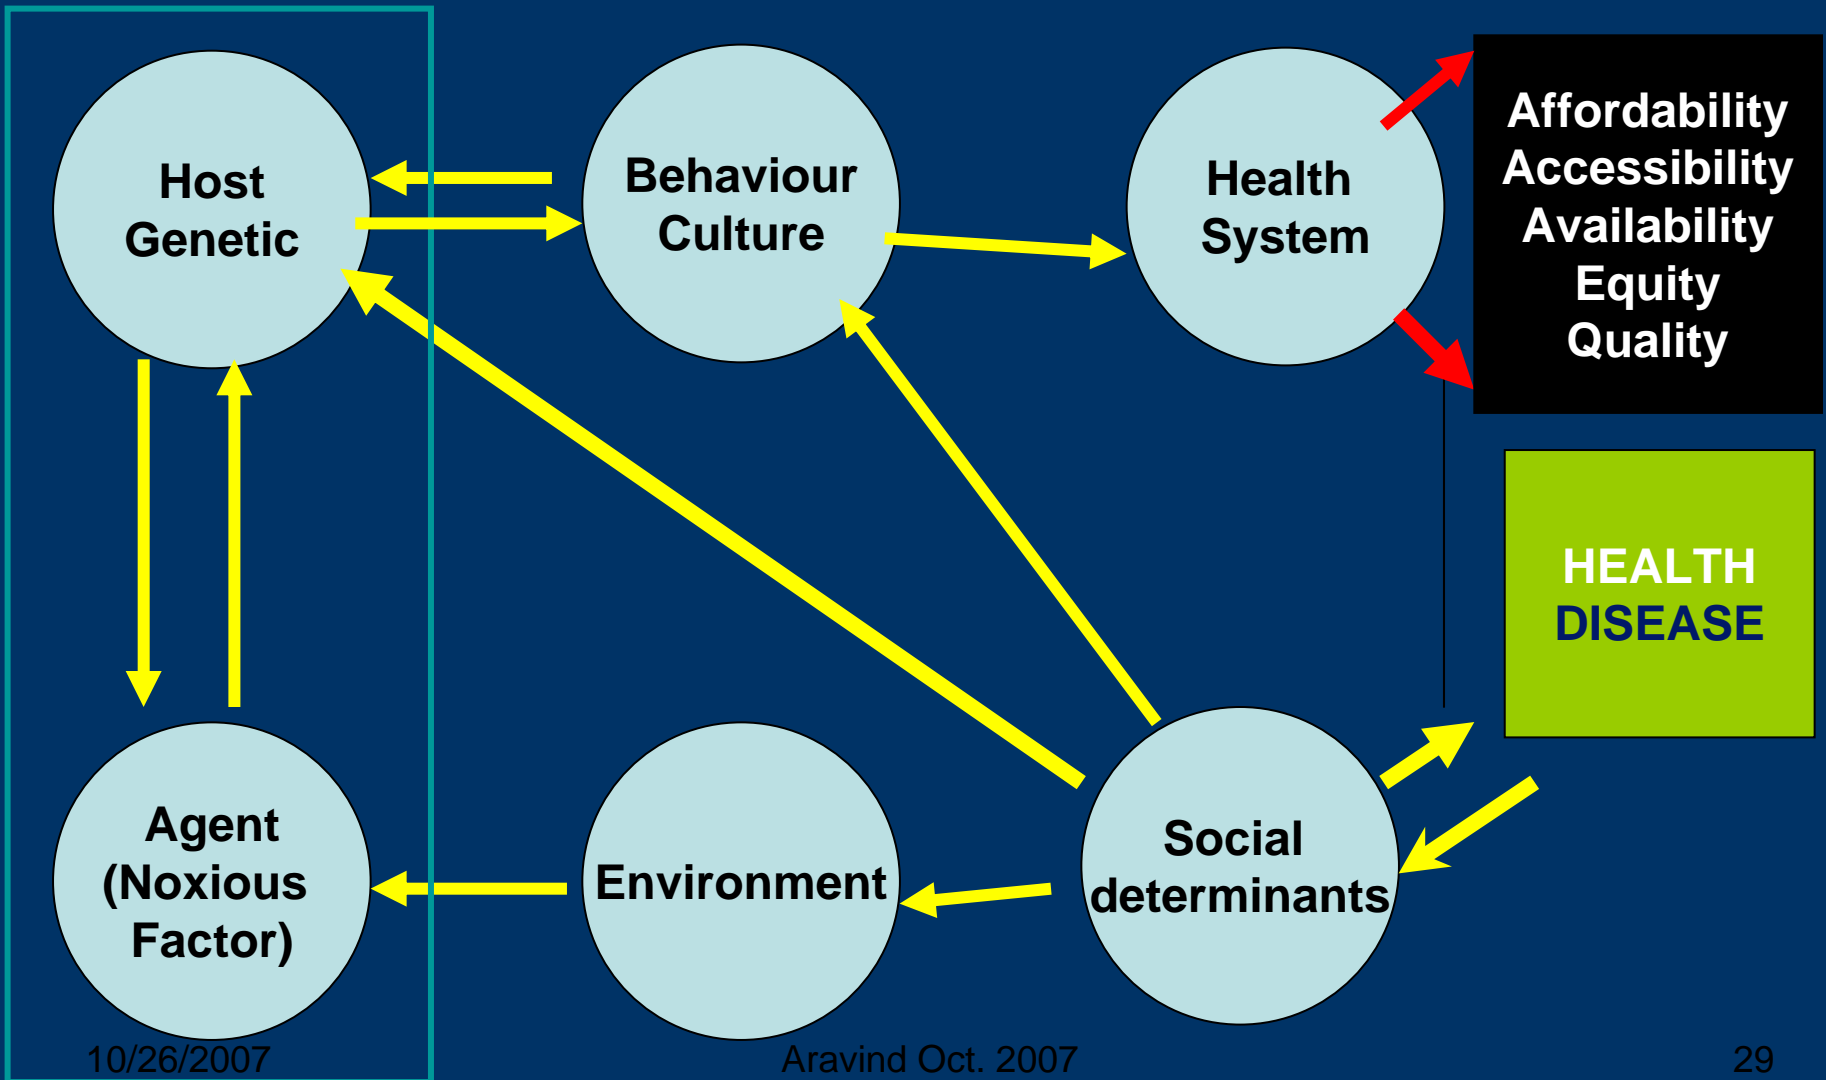 Host
Genetic
Behaviour
Culture
Health
System
Affordability
Accessibility
Availability
Equity
Quality
HEALTH
DISEASE
Agent
(Noxious
Factor)
Environment
Social
determinants
10/26/2007
Aravind Oct. 2007
29